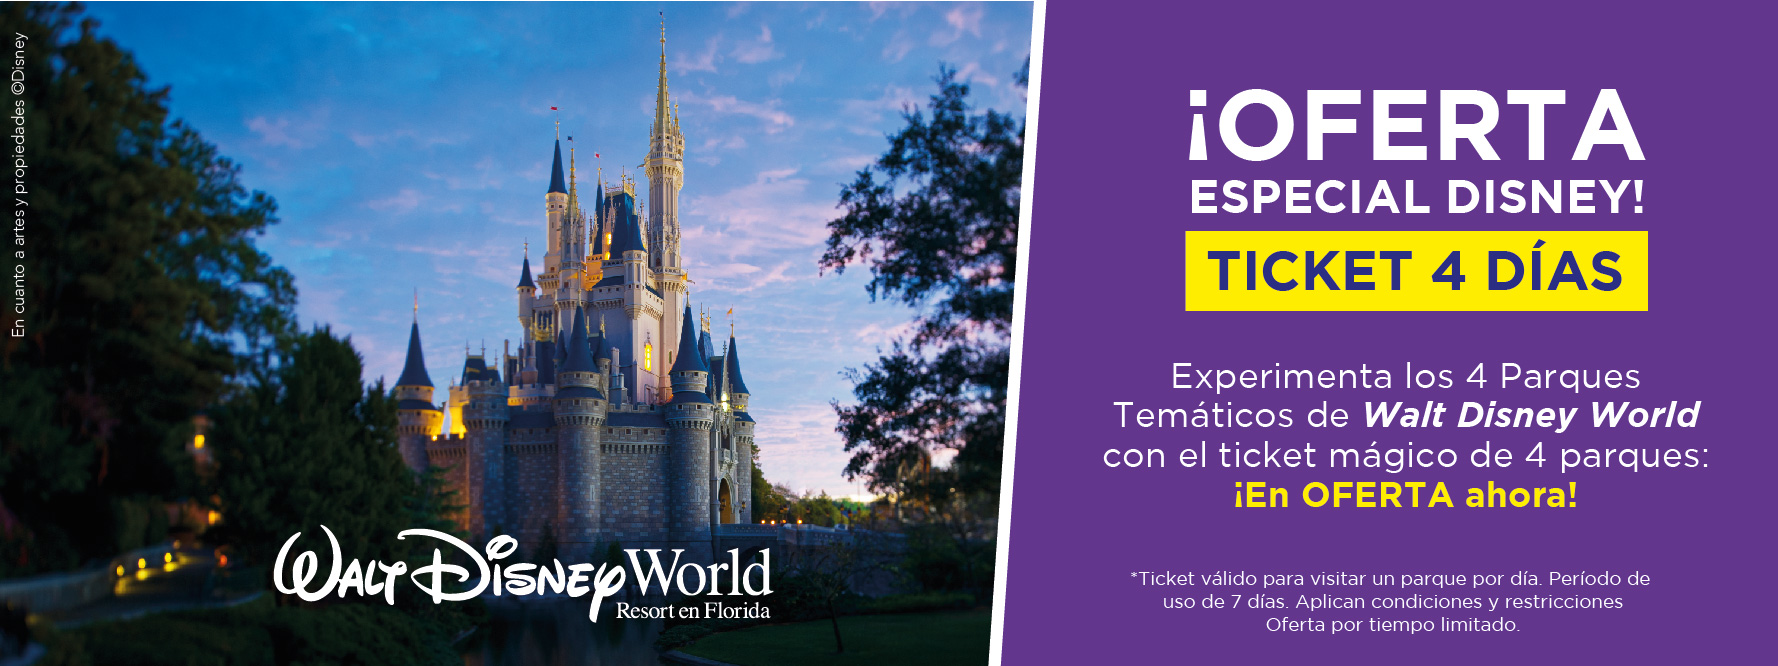 En cuanto a artes y propiedades ©Disney
WALT DISNEY World
Resort en Florida
¡OFERTA
ESPECIAL DISNEY!
TICKET 4 DÍAS
Experimenta los 4 Parques
Temáticos de Walt Disney World
con el ticket mágico de 4 parques:
¡En OFERTA ahora!
*Ticket válido para visitar un parque por día. Período de
uso de 7 días. Aplican condiciones y restricciones
Oferta por tiempo limitado.